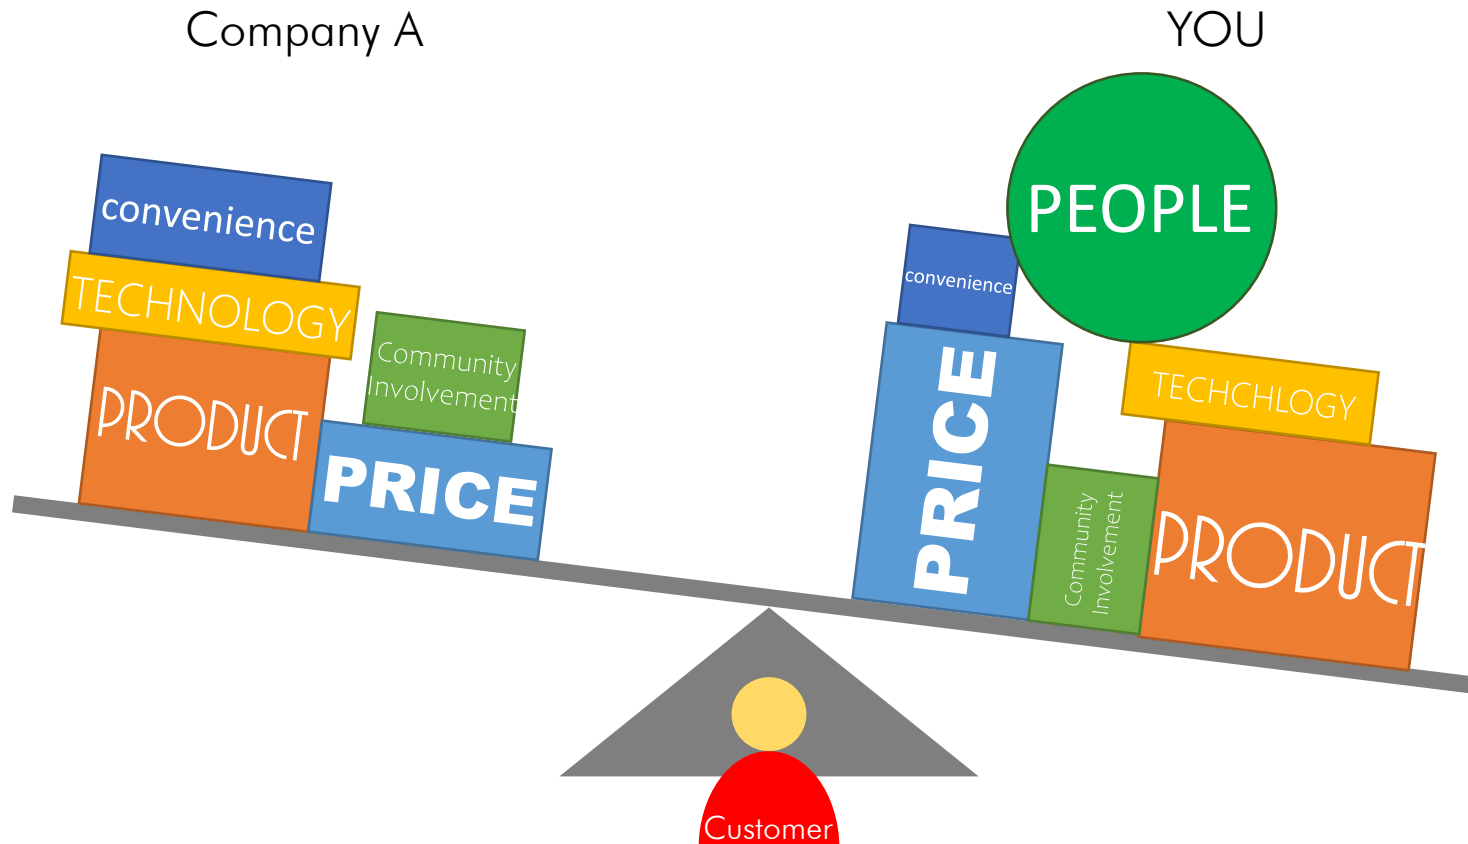 Company A
YOU
convenience
TECHNOLOGY
Community
Involvement
PRODUCT
PRICE
PEOPLE
convenience
PRICE
TECHCHLOGY
Community
Involvement
PRODUCT
Customer